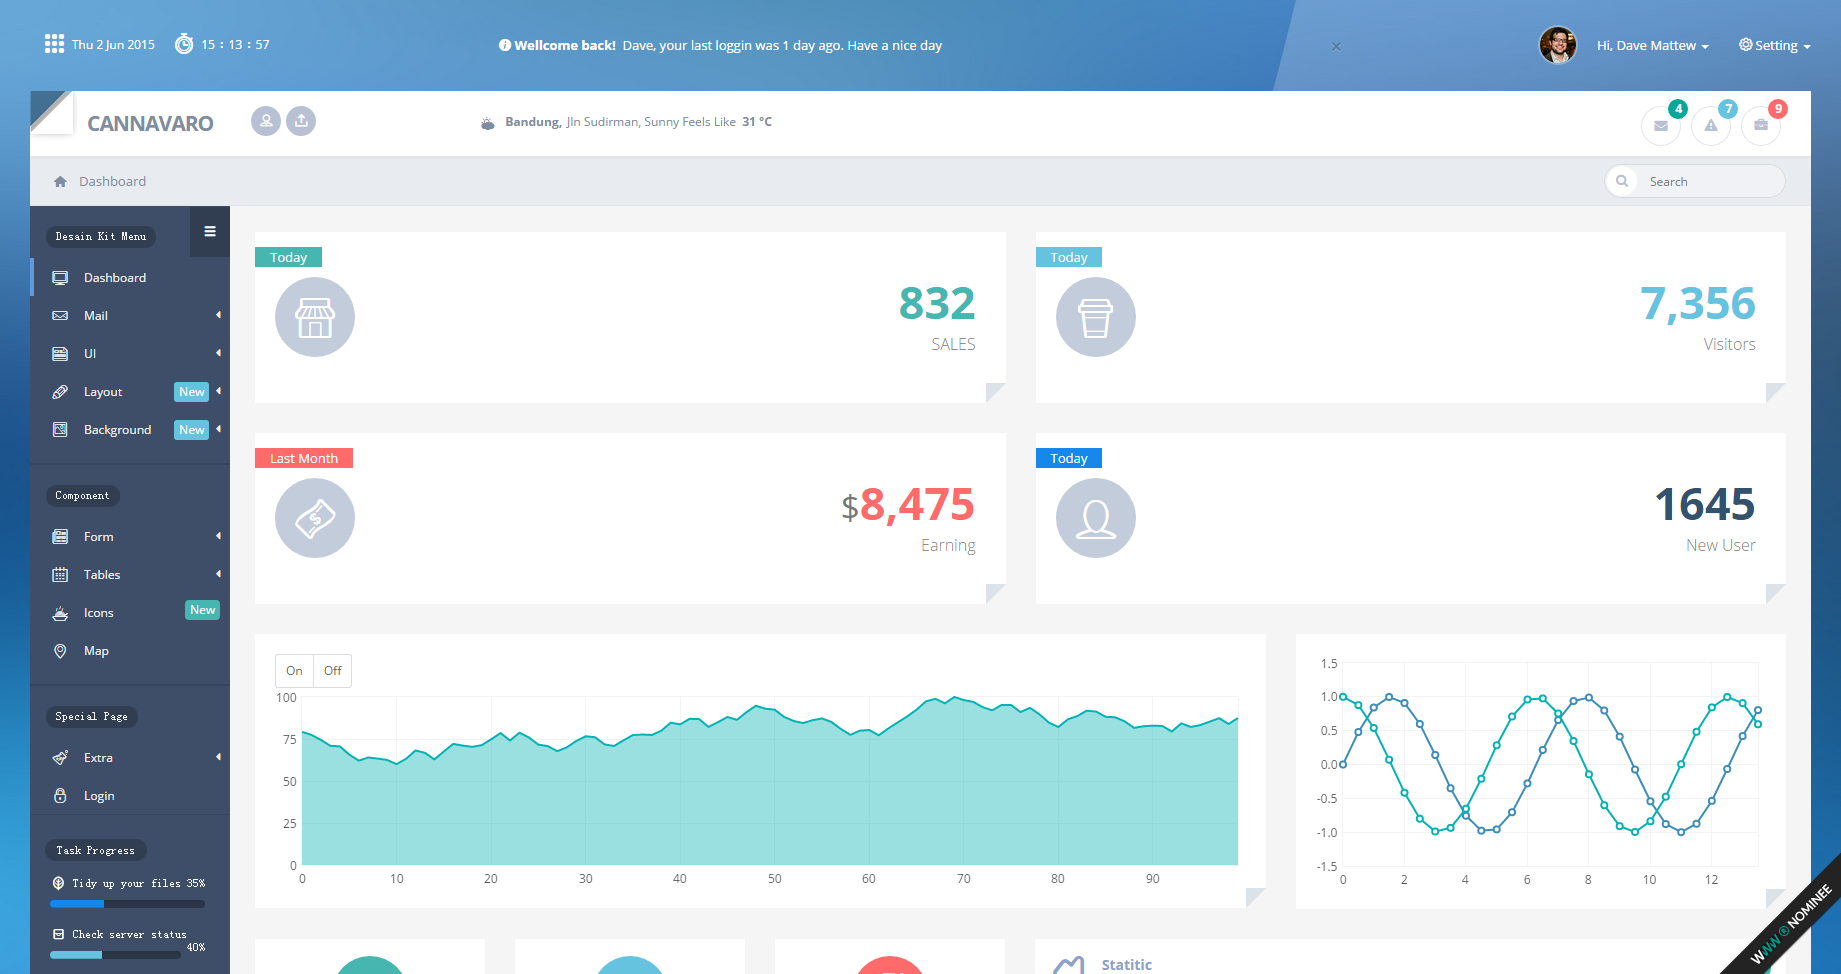 Thu 2 Jun 2015
15 : 13 : 57
Wellcome back! Dave, your last loggin was 1 day ago. Have a nice day
×
Hi, Dave Mattew
Setting
CANNAVARO
Bandung, Jln Sudirman, Sunny Feels Like 31 °C
4
7
9
Dashboard
Search
Desain Kit Menu
Dashboard
Mail
UI
Layout New
Background New
Component
Form
Tables
Icons New
Map
Special Page
Extra
Login
Task Progress
Tidy up your files 35%
Check server status
40%
Today
832
SALES
Today
7,356
Visitors
Last Month
$8,475
Earning
Today
1645
New User
On Off
100
75
50
25
0
0 10 20 30 40 50 60 70 80 90
1.5
1.0
0.5
0.0
-0.5
-1.0
-1.5
0 2 4 6 8 10 12
Statitic
WWW NOMINEE